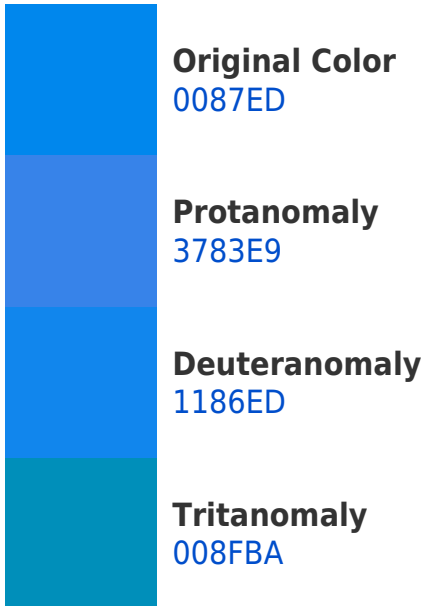 Original Color
0087ED
Protanomaly
3783E9
Deuteranomaly
1186ED
Tritanomaly
008FBA